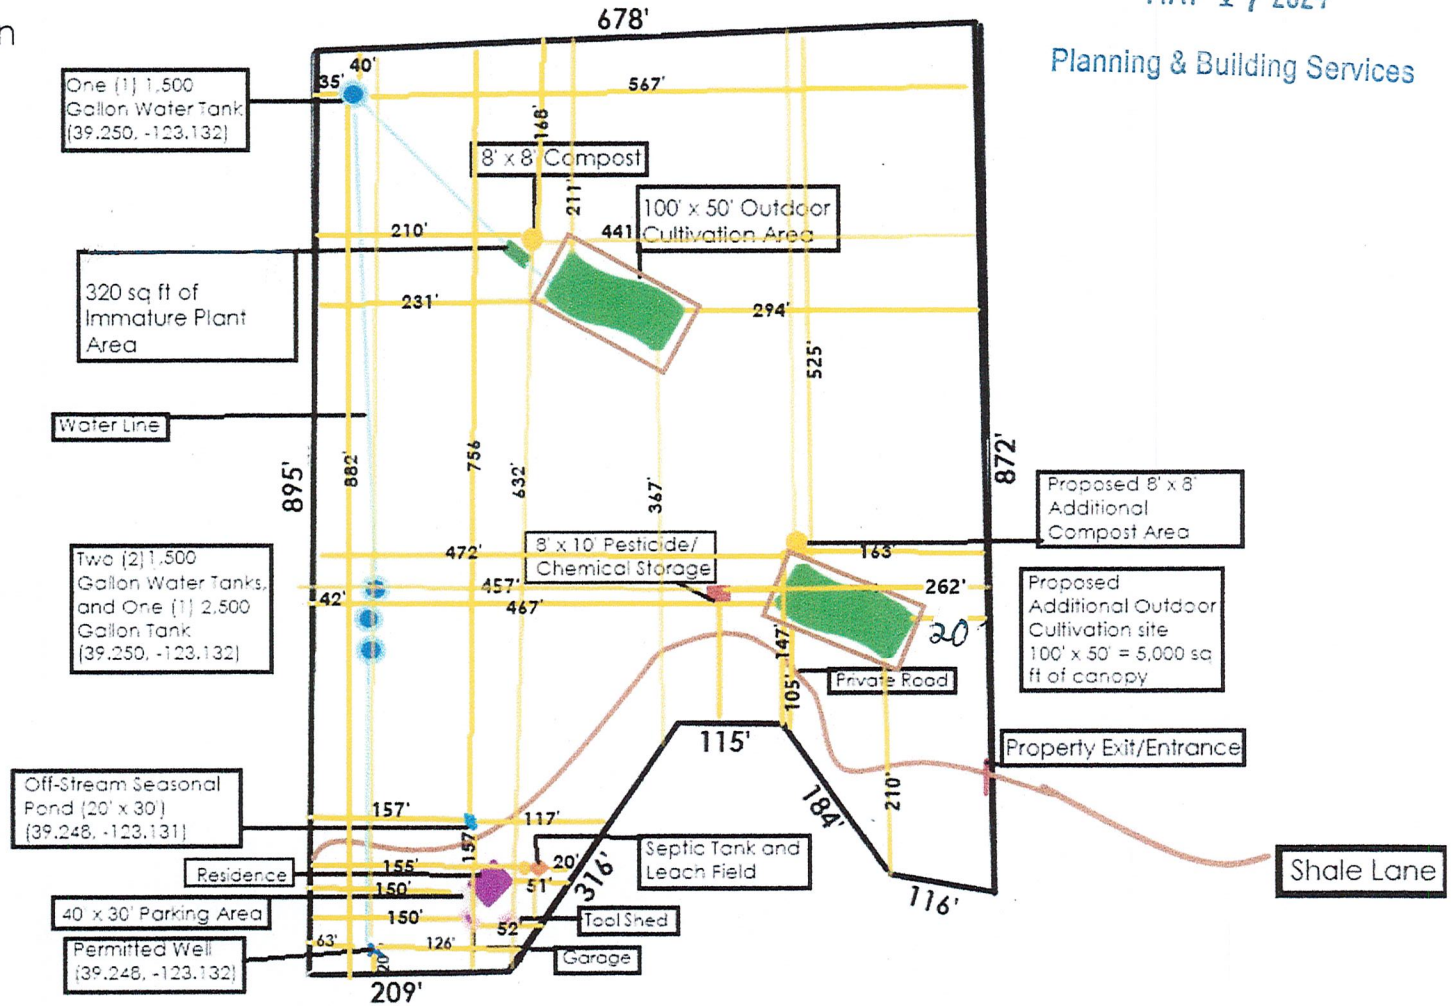 678'
2021
Planning & Building Services
n
One (1) 1,500
Gallon Water Tank
(39.250, -123.132)
40'
35'
567'
168'
8' x 8' Compost
211'
100' x 50' Outdoor
Cultivation Area
210'
441
320 sq ft of
Immature Plant
Area
231'
294'
525'
Water Line
895'
882'
756
632'
367'
872'
Proposed 8' x 8'
Additional
Compost Area
Two (2) 1,500
Gallon Water Tanks,
and One (1) 2,500
Gallon Tank
(39.250, -123.132)
472'
8' x 10' Pesticide/
Chemical Storage
163'
457'
262'
42'
467'
Proposed
Additional Outdoor
Cultivation site
100' x 50' = 5,000 sq
ft of canopy
20
147'
105'
Private Road
115'
Property Exit/Entrance
Off-Stream Seasonal
Pond (20' x 30')
(39.248, -123.131)
157'
117'
157'
184'
210'
Septic Tank and
Leach Field
Residence
155'
20'
316'
150'
51'
40' x 30' Parking Area
150'
52
Tool Shed
116'
Shale Lane
Permitted Well
(39.248, -123.132)
63'
126'
20'
Garage
209'